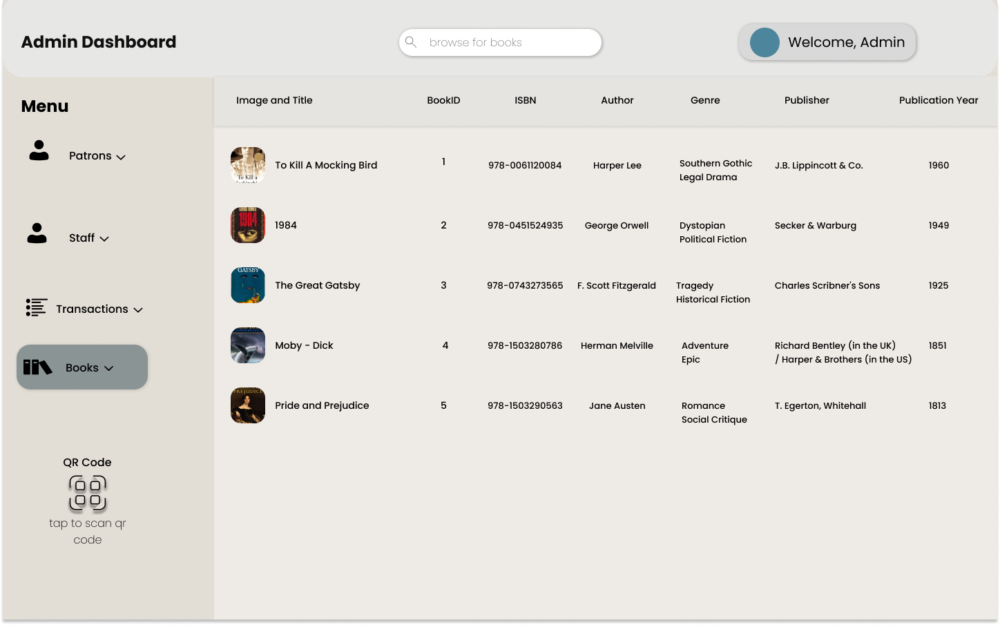 Admin Dashboard
browse for books
Welcome, Admin
Menu
Patrons
Staff
Transactions
Books
QR Code
tap to scan qr
code
Image and Title BookID ISBN Author Genre Publisher Publication Year
To Kill a
To Kill A Mocking Bird 1 978-0061120084 Harper Lee Southern Gothic J.B. Lippincott & Co. 1960
Legal Drama
1984
1984 2 978-0451524935 George Orwell Dystopian Secker & Warburg 1949
Political Fiction
GATSBY
The Great Gatsby 3 978-0743273565 F. Scott Fitzgerald Tragedy Charles Scribner's Sons 1925
Historical Fiction
Moby - Dick 4 978-1503280786 Herman Melville Adventure Richard Bentley (in the UK) 1851
Epic / Harper & Brothers (in the US)
PREJUDICE
Pride and Prejudice 5 978-1503290563 Jane Austen Romance T. Egerton, Whitehall 1813
Social Critique